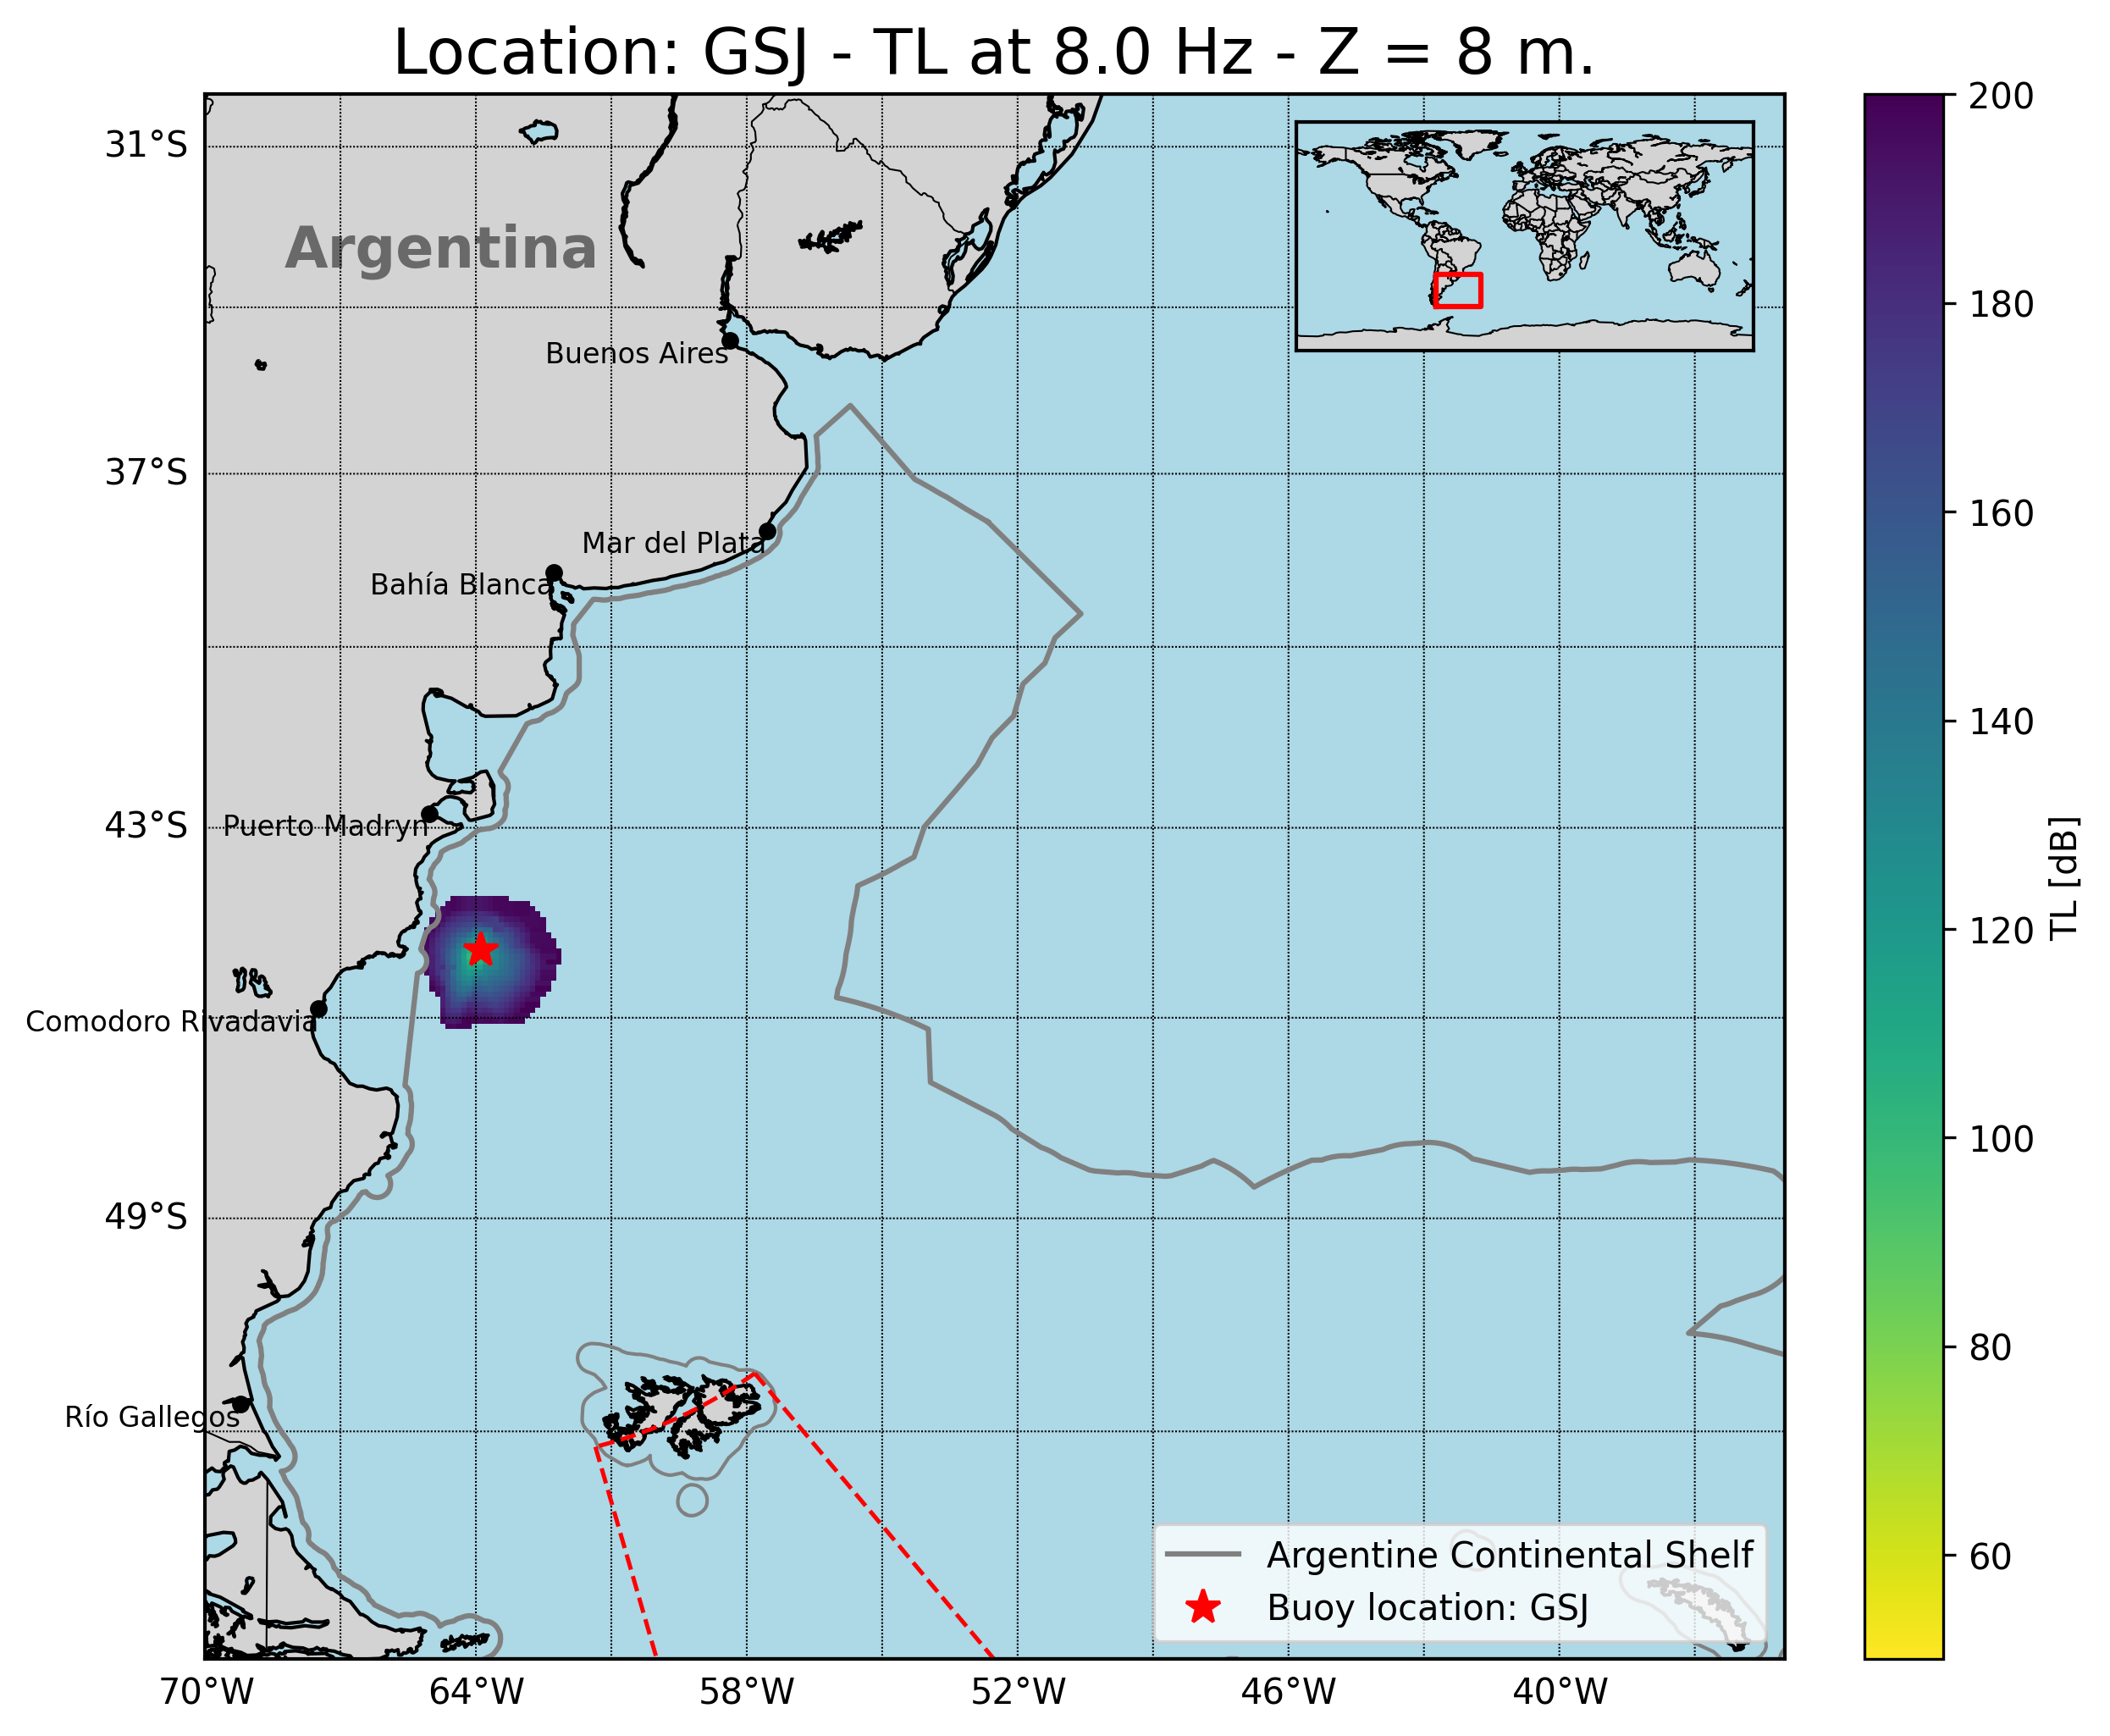 Location: GSJ - TL at 8.0 Hz - Z = 8 m.
31°S
37°S
43°S
49°S
Argentina
Buenos Aires
Mar del Plata
Bahía Blanca
Puerto Madryn
Comodoro Rivadavia
Río Gallegos
Argentine Continental Shelf
Buoy location: GSJ
70°W
64°W
58°W
52°W
46°W
40°W
200
180
160
140
120
100
80
60
TL [dB]